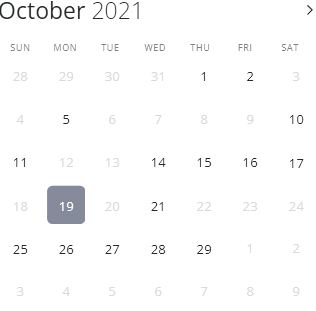 October 2021
SUN MON TUE WED THU FRI SAT
28 29 30 31 1 2 3
4 5 6 7 8 9 10
11 12 13 14 15 16 17
18 19 20 21 22 23 24
25 26 27 28 29 1 2
3 4 5 6 7 8 9